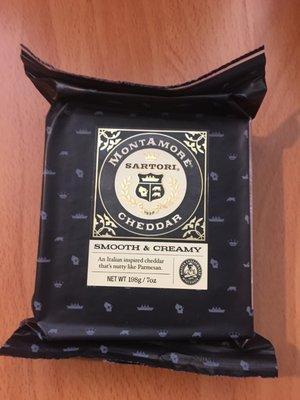 MONTAMORÉ®
SARTORI®
CHEDDAR
SMOOTH & CREAMY
An Italian inspired cheddar
that's nutty like Parmesan.
NET WT 198g / 7oz